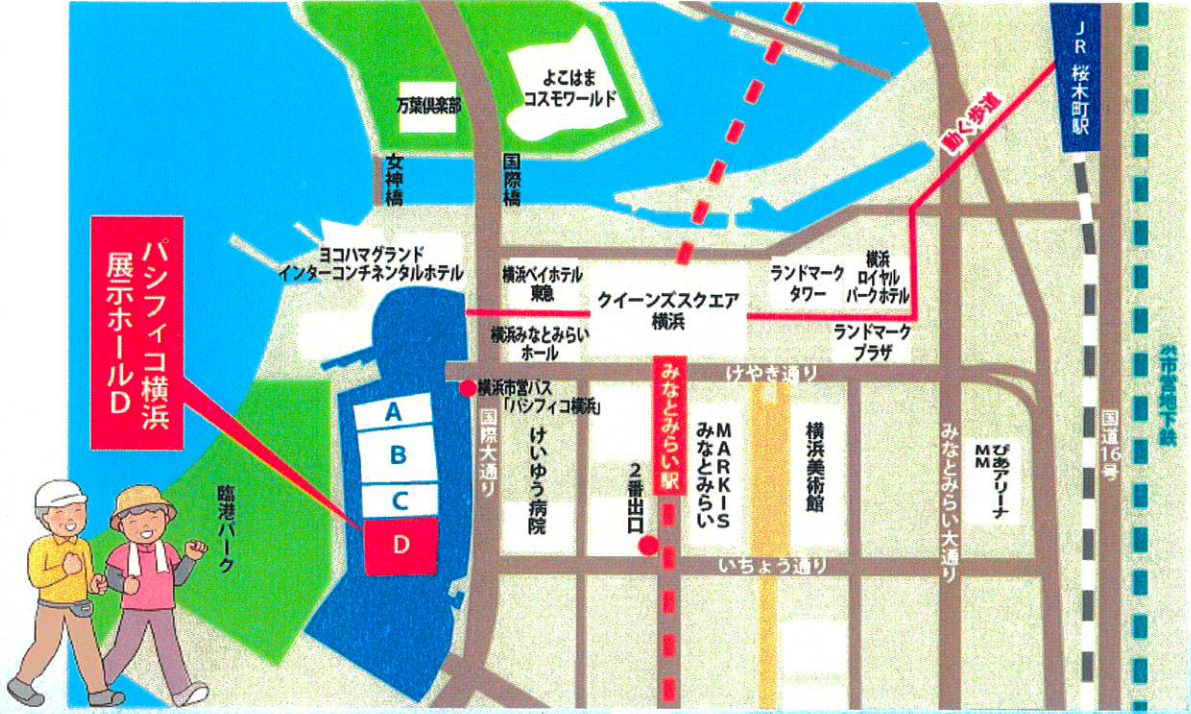 JR 桜木町駅
よこはま
コスモワールド
万葉倶楽部
動く歩道
女神橋
国際橋
パシフィコ横浜
展示ホールD
ヨコハマグランド
インターコンチネンタルホテル
横浜ベイホテル
東急
クイーンズスクエア
横浜
ランドマーク
タワー
横浜
ロイヤル
パークホテル
横浜みなとみらい
ホール
ランドマーク
プラザ
けやき通り
横浜市営バス
「パシフィコ横浜」
みなとみらい駅
市営地下鉄
A
B
C
D
国際大通り
けいゆう病院
2番出口
MARKIS
みなとみらい
横浜美術館
みなとみらい大通り
ぴあアリーナ
MM
国道16号
臨港パーク
いちょう通り